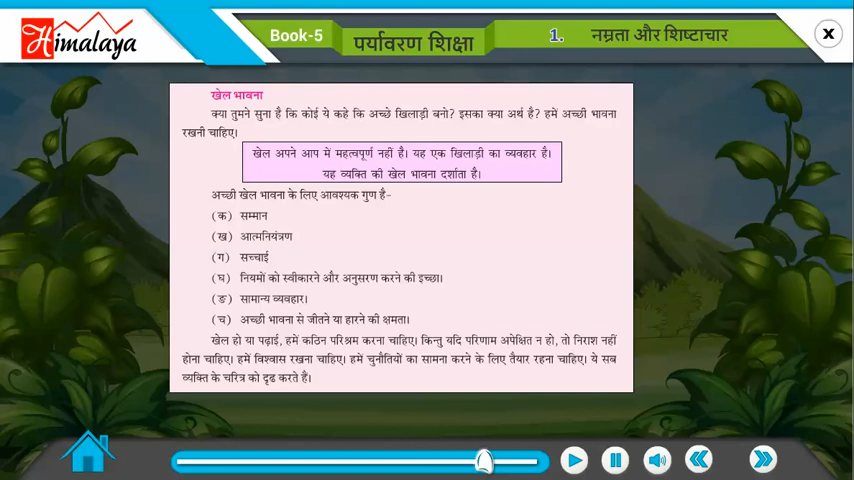 Himalaya
Book-5
पर्यावरण शिक्षा
1. नम्रता और शिष्टाचार
X
खेल भावना
क्या तुमने सुना है कि कोई ये कहे कि अच्छे खिलाड़ी बनो? इसका क्या अर्थ है? हमें अच्छी भावना
रखनी चाहिए।
खेल अपने आप में महत्वपूर्ण नहीं है। यह एक खिलाड़ी का व्यवहार है।
यह व्यक्ति की खेल भावना दर्शाता है।
अच्छी खेल भावना के लिए आवश्यक गुण है-
(क) सम्मान
(ख) आत्मनियंत्रण
(ग) सच्चाई
(घ) नियमों को स्वीकारने और अनुसरण करने की इच्छा।
(ङ) सामान्य व्यवहार।
(च) अच्छी भावना से जीतने या हारने की क्षमता।
खेल हो या पढ़ाई, हमें कठिन परिश्रम करना चाहिए। किन्तु यदि परिणाम अपेक्षित न हो, तो निराश नहीं
होना चाहिए। हमें विश्वास रखना चाहिए। हमें चुनौतियों का सामना करने के लिए तैयार रहना चाहिए। ये सब
व्यक्ति के चरित्र को दृढ करते हैं।